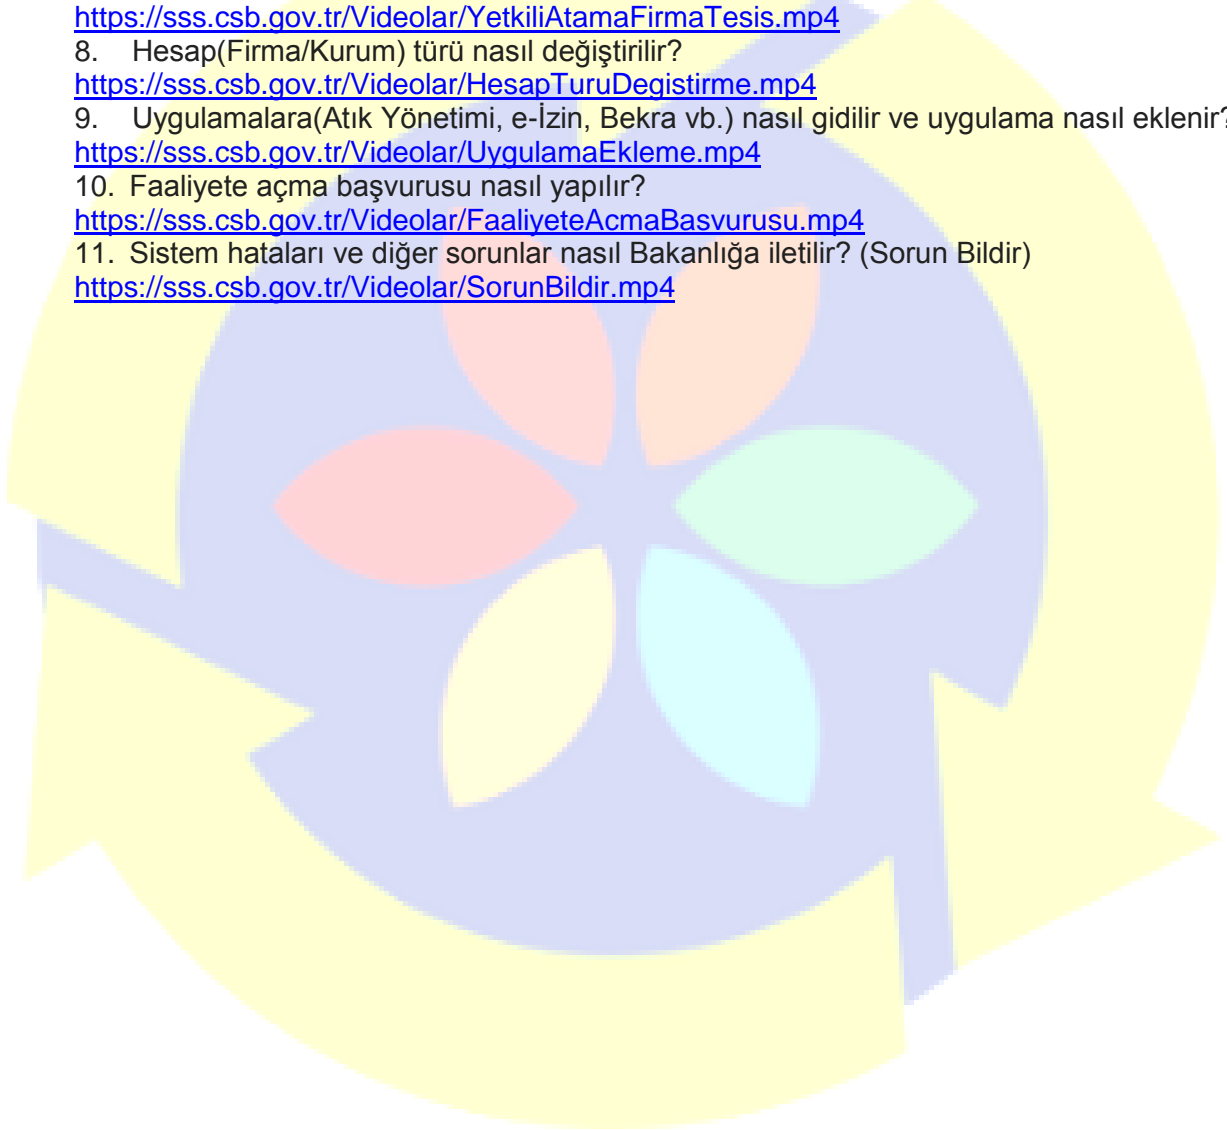 https://sss.csb.gov.tr/Videolar/YetkiliAtamaFirmaTesis.mp4
8. Hesap(Firma/Kurum) türü nasıl değiştirilir?
https://sss.csb.gov.tr/Videolar/HesapTuruDegistirme.mp4
9. Uygulamalara(Atık Yönetimi, e-İzin, Bekra vb.) nasıl gidilir ve uygulama nasıl eklenir?
https://sss.csb.gov.tr/Videolar/UygulamaEkleme.mp4
10. Faaliyete açma başvurusu nasıl yapılır?
https://sss.csb.gov.tr/Videolar/FaaliyeteAcmaBasvurusu.mp4
11. Sistem hataları ve diğer sorunlar nasıl Bakanlığa iletilir? (Sorun Bildir)
https://sss.csb.gov.tr/Videolar/SorunBildir.mp4